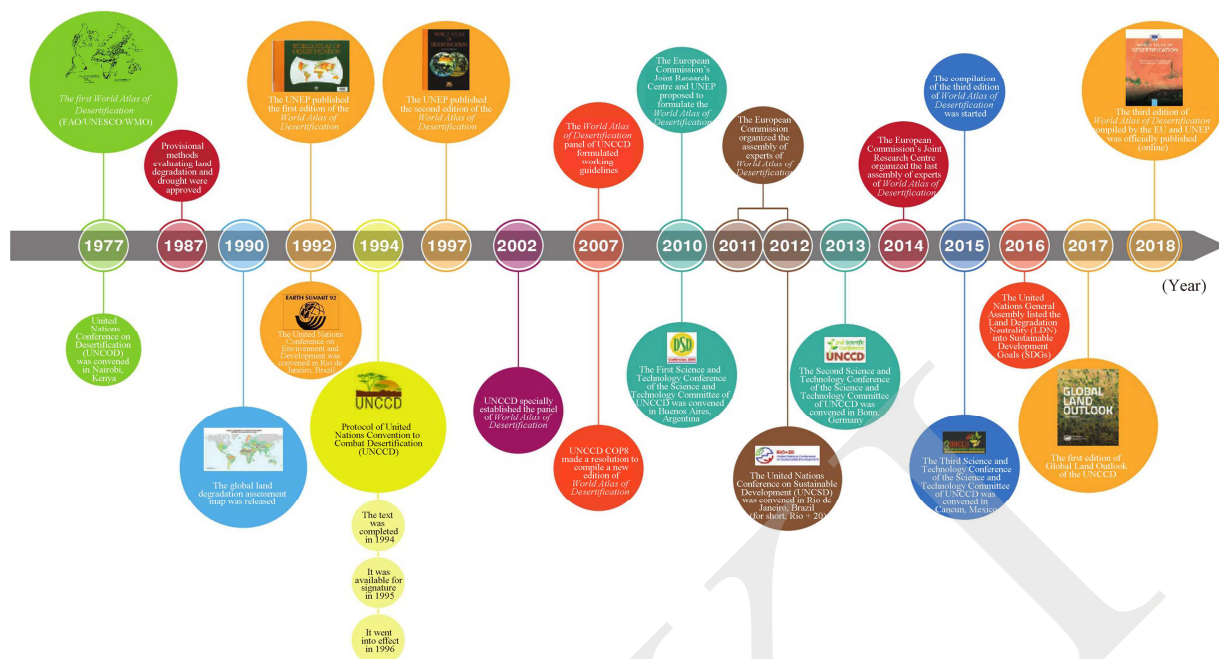 The first World Atlas of
Desertification
(FAO/UNESCO/WMO)
Provisional
methods
evaluating land
degradation and
drought were
approved
WORLD ATLAS OF
DESERTIFICATION
The UNEP published
the first edition of the
World Atlas of
Desertification
The UNEP published
the second edition of the
World Atlas of
Desertification
The World Atlas
of Desertification
panel of UNCCD
formulated
working
guidelines
The European
Commission's
Joint Research
Centre and UNEP
proposed to
formulate the
World Atlas of
Desertification
The European
Commission
organized the
assembly of
experts of
World Atlas of
Desertification
The European
Commission's Joint
Research Centre
organized the last
assembly of experts
of World Atlas of
Desertification
The compilation
of the third edition
of World Atlas of
Desertification
was started
DESERTIFICATION
The third edition of
World Atlas of Desertification
compiled by the EU and UNEP
was officially published
(online)
1977
1987
1990
1992
1994
1997
2002
2007
2010
2011
2012
2013
2014
2015
2016
2017
2018
(Year)
United
Nations
Conference on
Desertification
(UNCOD)
was convened
in Nairobi,
Kenya
The global land
degradation assessment
map was released
EARTH SUMMIT 92
The United Nations
Conference on
Environment and
Development was
convened in Rio de
Janeiro, Brazil
UNCCD
Protocol of United
Nations Convention to
Combat Desertification
(UNCCD)
The text
was
completed
in 1994
It was
available for
signature
in 1995
It went
into effect
in 1996
UNCCD specially
established the panel
of World Atlas of
Desertification
UNCCD COP8
made a resolution to
compile a new
edition of
World Atlas of
Desertification
DSD
The First Science and
Technology Conference
of the Science and
Technology Committee of
UNCCD was convened
in Buenos Aires,
Argentina
RIO+20
The United Nations
Conference on Sustainable
Development (UNCSD)
was convened in Rio de
Janeiro, Brazil
(for short, Rio + 20)
UNCCD
The Second Science and
Technology Conference
of the Science and
Technology Committee
of UNCCD was
convened in Bonn,
Germany
The Third Science and
Technology Conference
of the Science and
Technology Committee
of UNCCD was
convened in
Cancun, Mexico
The United
Nations General
Assembly listed the
Land Degradation
Neutrality (LDN)
into Sustainable
Development
Goals (SDGs)
GLOBAL
LAND
OUTLOOK
The first edition of
Global Land Outlook
of the UNCCD